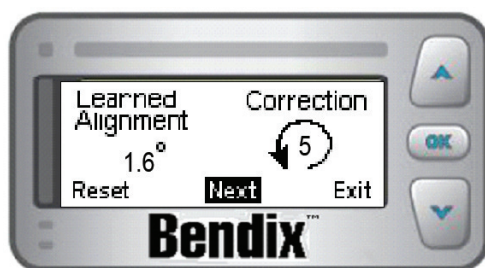 Learned Alignment
Correction
1.6°
5
Reset Next Exit
OK
Bendix™